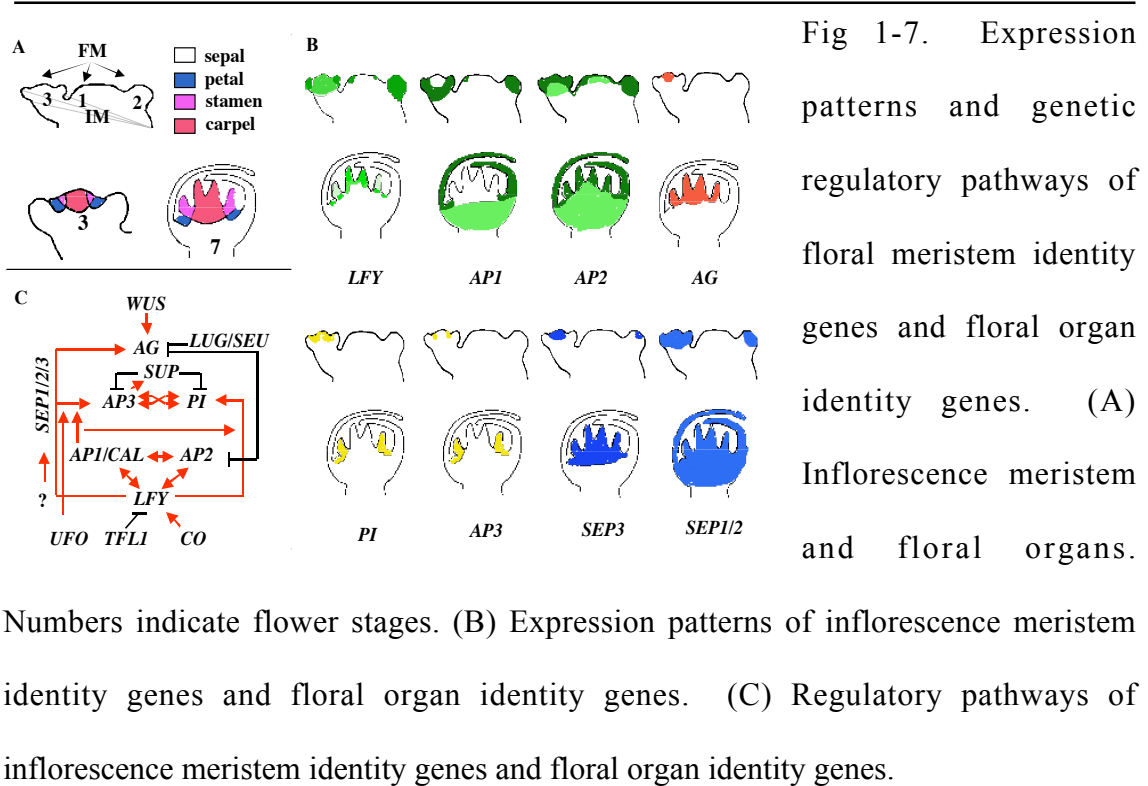 A
FM
3 1 2
IM
sepal
petal
stamen
carpel
3
7
B
LFY AP1 AP2 AG
PI AP3 SEP3 SEP1/2
C
WUS
AG LUG/SEU
SUP
AP3 PI
SEP1/2/3
AP1/CAL AP2
? LFY
UFO TFL1 CO
Fig 1-7. Expression
patterns and genetic
regulatory pathways of
floral meristem identity
genes and floral organ
identity genes. (A)
Inflorescence meristem
and floral organs.
Numbers indicate flower stages. (B) Expression patterns of inflorescence meristem
identity genes and floral organ identity genes. (C) Regulatory pathways of
inflorescence meristem identity genes and floral organ identity genes.